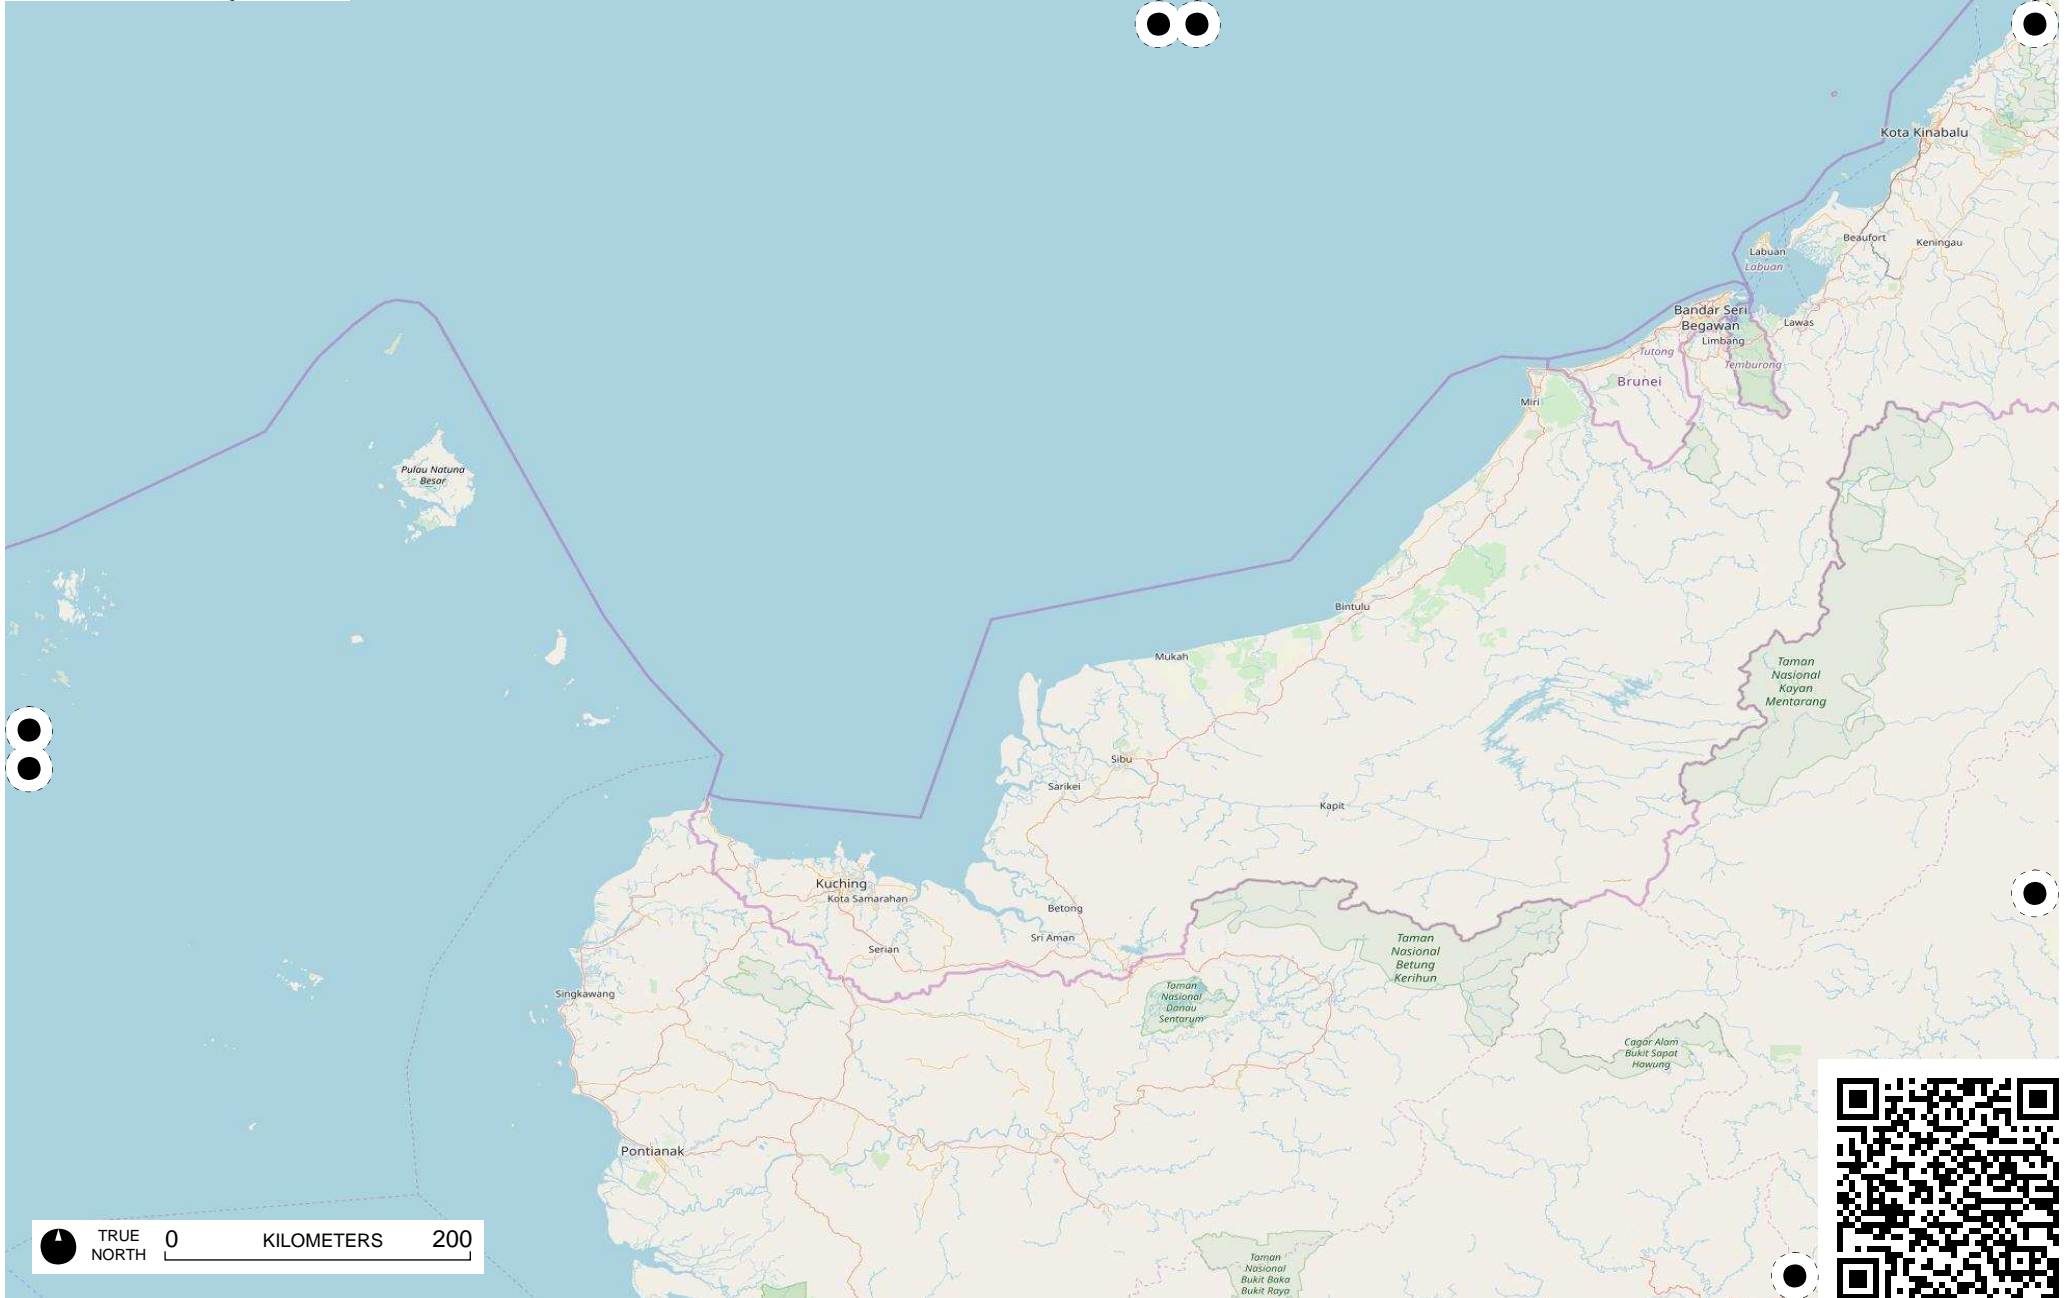 Kota Kinabalu
Beaufort
Keningau
Labuan
Labuan
Bandar Seri
Begawan
Lawas
Limbang
Tutong
Temburong
Brunei
Miri
Pulau Natuna
Besar
Bintulu
Mukah
Taman
Nasional
Kayan
Mentarang
Sibu
Sarikei
Kapit
Kuching
Kota Samarahan
Betong
Sri Aman
Serian
Taman
Nasional
Betung
Kerihun
Singkawang
Taman
Nasional
Danau
Sentarum
Cagar Alam
Bukit Sapat
Hawung
Pontianak
TRUE
NORTH
0 KILOMETERS 200
Taman
Nasional
Bukit Baka
Bukit Raya